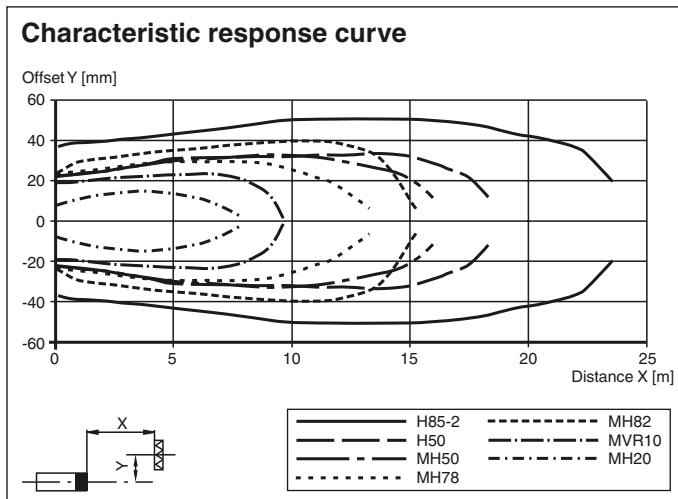 Characteristic response curve
Offset Y [mm]
60
40
20
0
-20
-40
-60
0 5 10 15 20 25
Distance X [m]
X
Y
H85-2
H50
MH50
MH78
MH82
MVR10
MH20